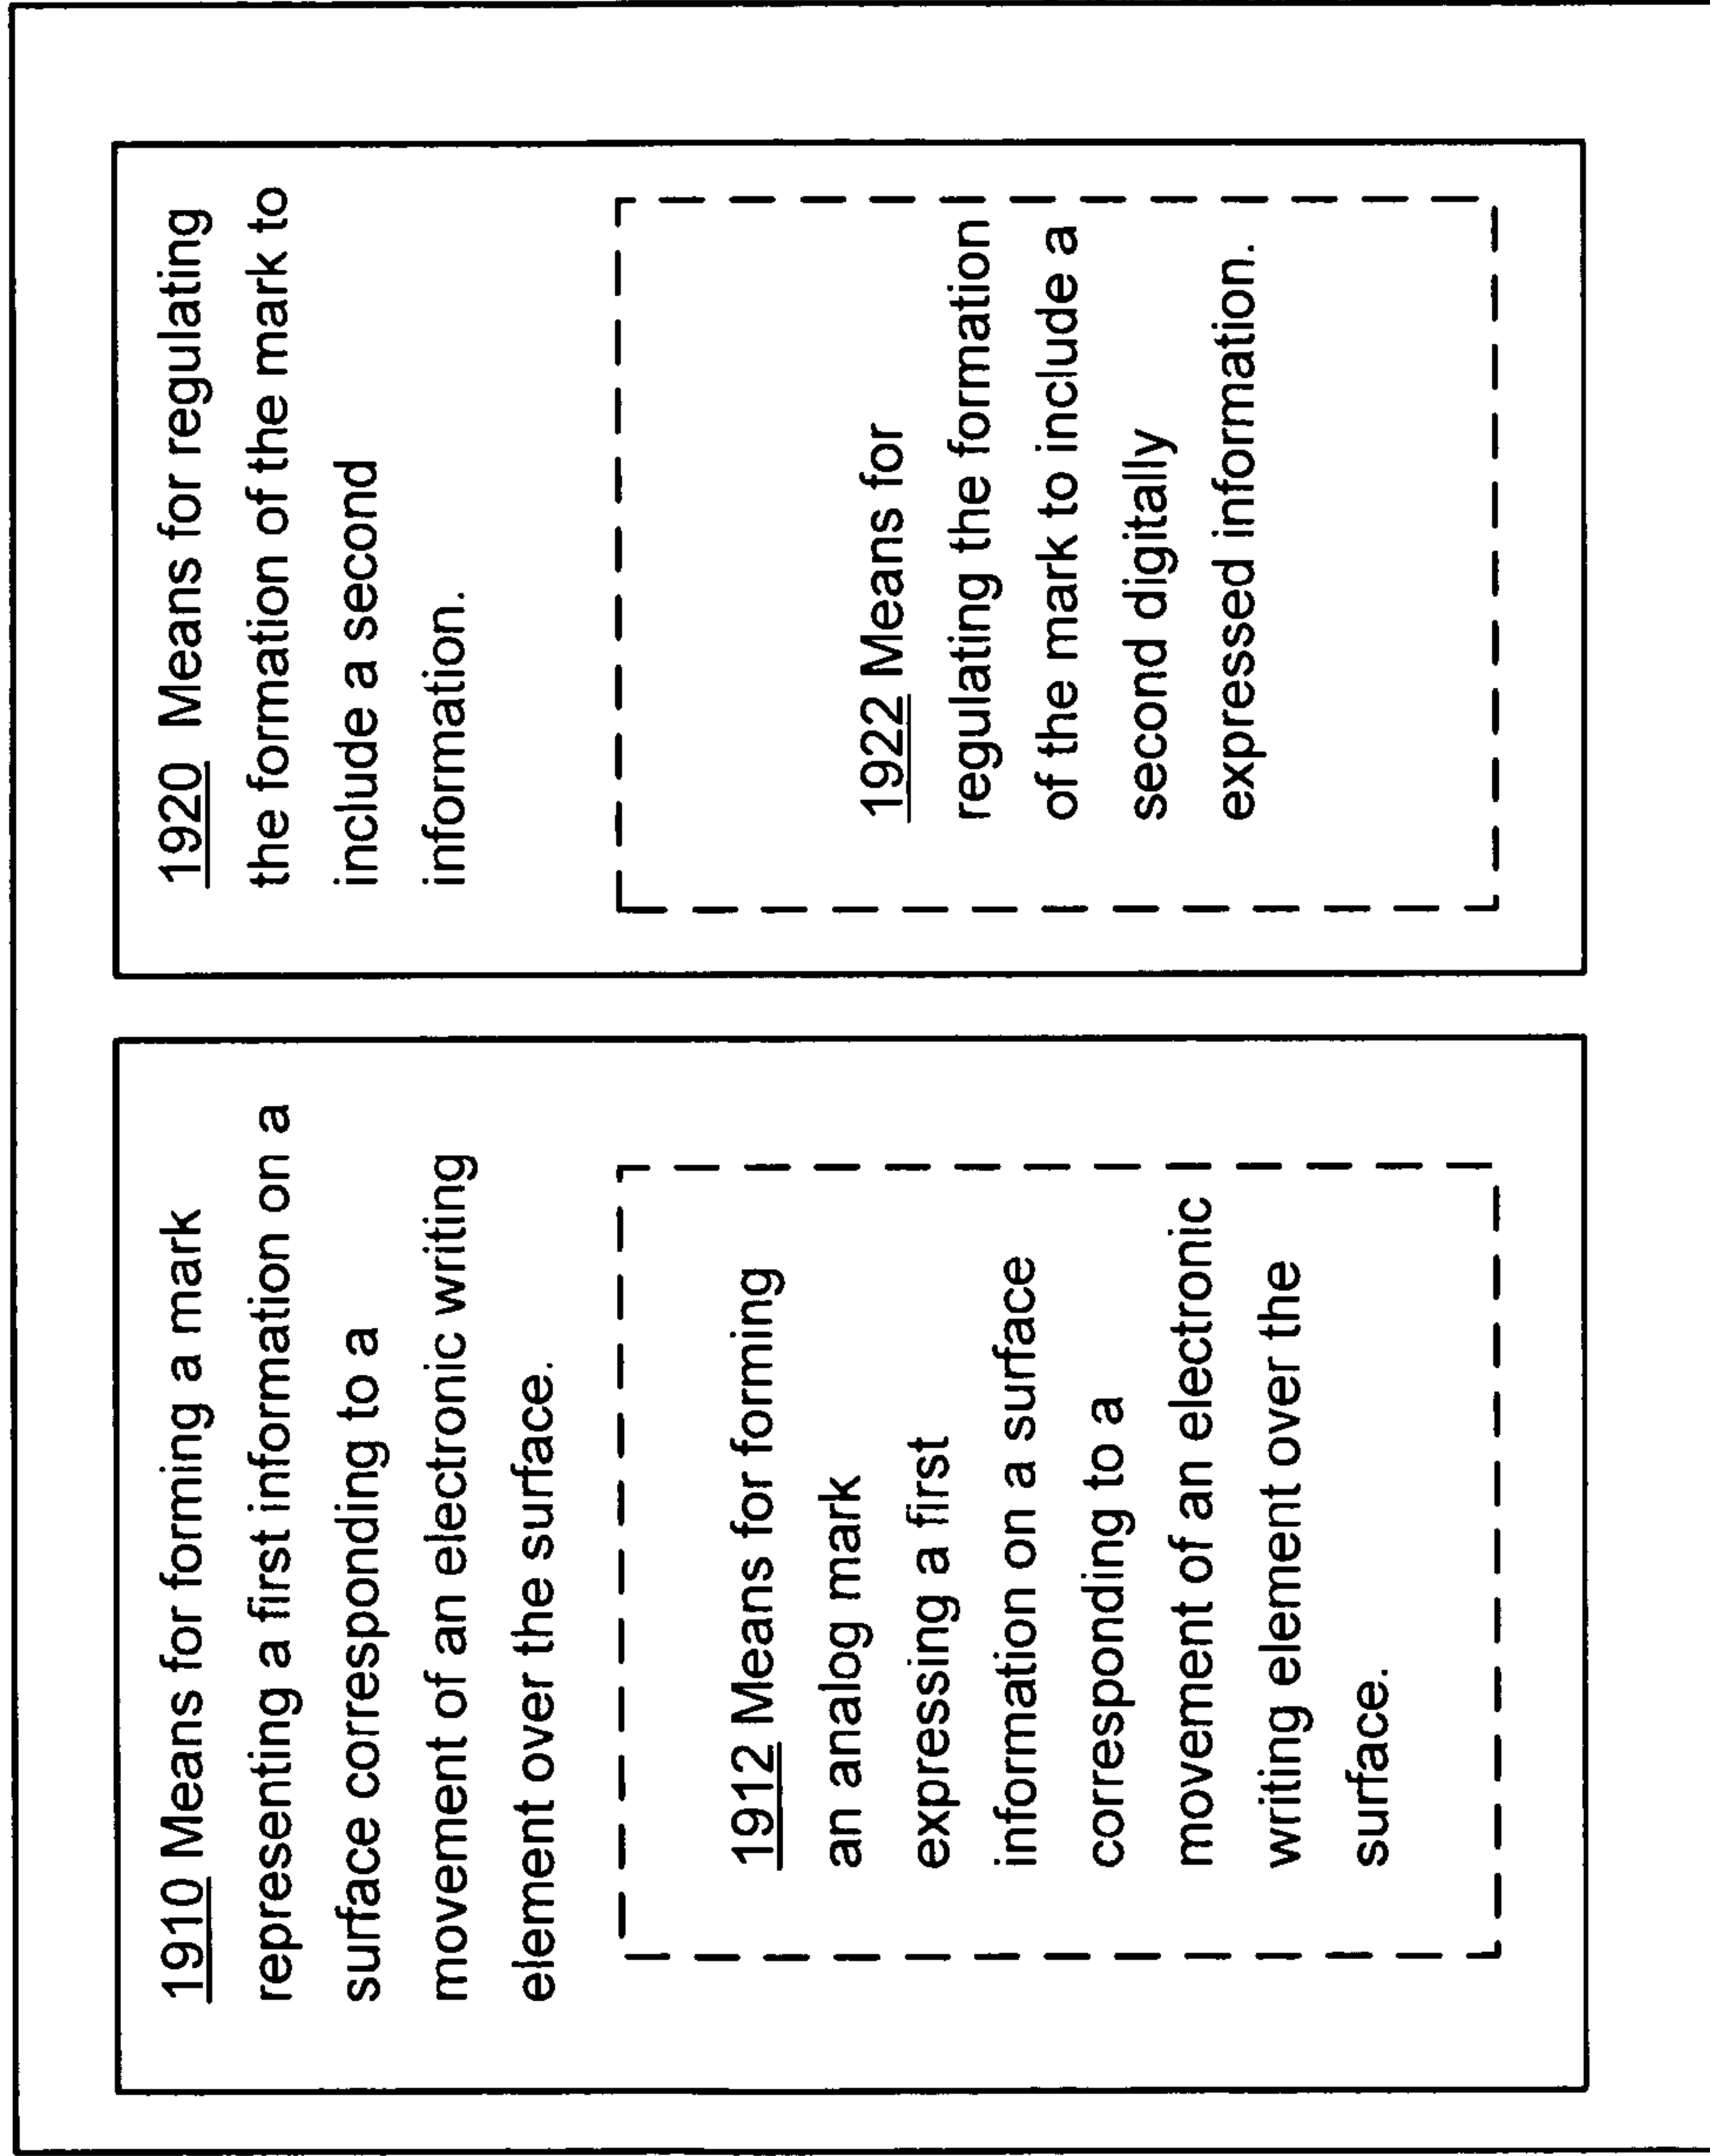 1910 Means for forming a mark
representing a first information on a
surface corresponding to a
movement of an electronic writing
element over the surface.
1912 Means for forming
an analog mark
expressing a first
information on a surface
corresponding to a
movement of an electronic
writing element over the
surface.
1920 Means for regulating
the formation of the mark to
include a second
information.
1922 Means for
regulating the formation
of the mark to include a
second digitally
expressed information.